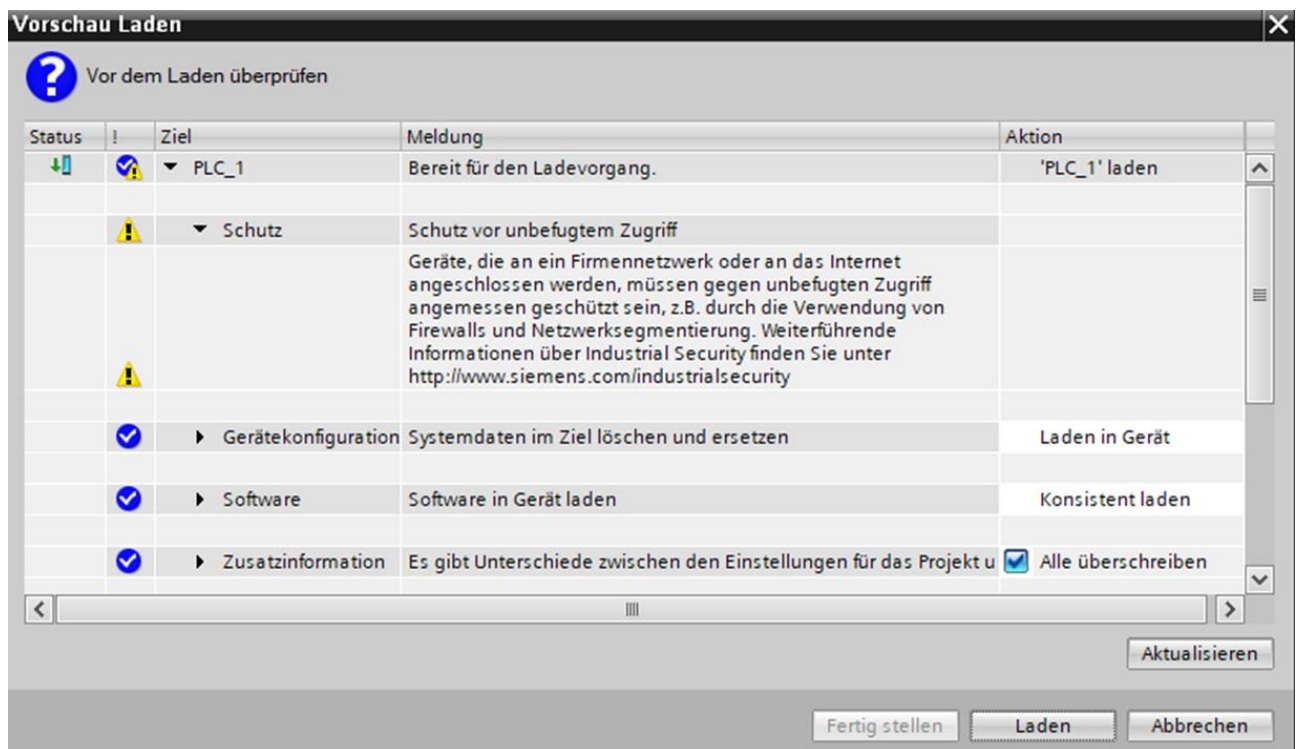 Vorschau Laden
Vor dem Laden überprüfen
Status ! Ziel Meldung Aktion
PLC_1 Bereit für den Ladevorgang. 'PLC_1' laden
Schutz Schutz vor unbefugtem Zugriff
Geräte, die an ein Firmennetzwerk oder an das Internet
angeschlossen werden, müssen gegen unbefugten Zugriff
angemessen geschützt sein, z.B. durch die Verwendung von
Firewalls und Netzwerksegmentierung. Weiterführende
Informationen über Industrial Security finden Sie unter
http://www.siemens.com/industrialsecurity
Gerätekonfiguration Systemdaten im Ziel löschen und ersetzen Laden in Gerät
Software Software in Gerät laden Konsistent laden
Zusatzinformation Es gibt Unterschiede zwischen den Einstellungen für das Projekt u Alle überschreiben
Aktualisieren
Fertig stellen Laden Abbrechen